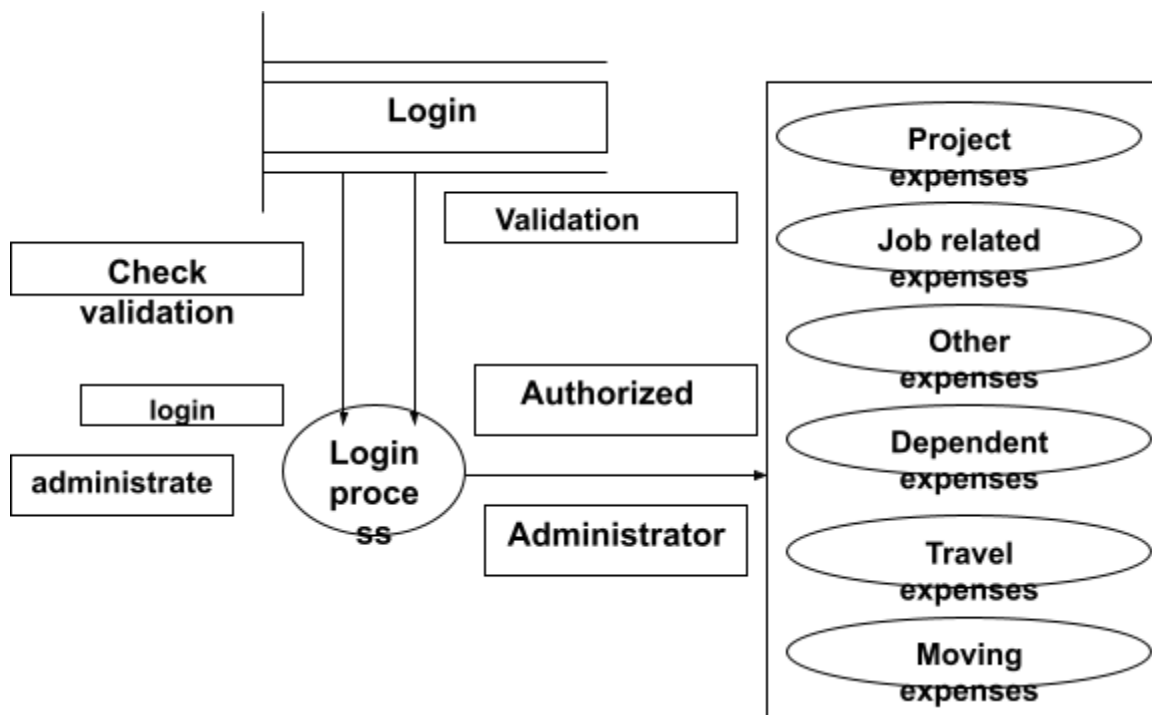 Login
Validation
Check
validation
login
administrate
Login
proce
ss
Authorized
Administrator
Project
expenses
Job related
expenses
Other
expenses
Dependent
expenses
Travel
expenses
Moving
expenses